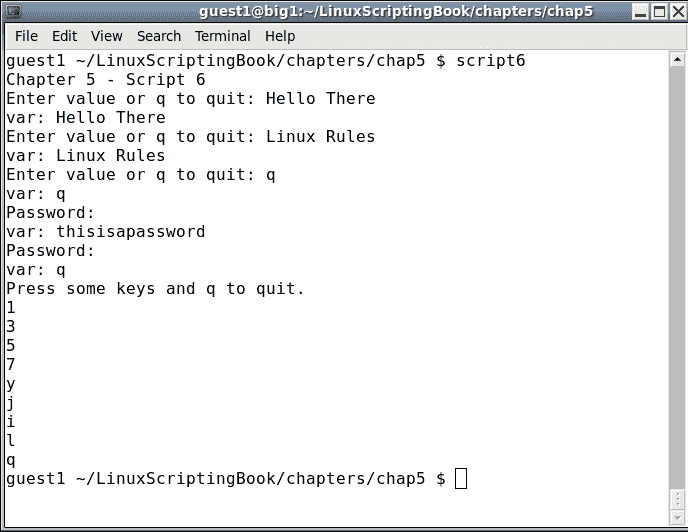 guest1@big1:~/LinuxScriptingBook/chapters/chap5
File Edit View Search Terminal Help
guest1 ~/LinuxScriptingBook/chapters/chap5 $ script6
Chapter 5 - Script 6
Enter value or q to quit: Hello There
var: Hello There
Enter value or q to quit: Linux Rules
var: Linux Rules
Enter value or q to quit: q
var: q
Password:
var: thisisapassword
Password:
var: q
Press some keys and q to quit.
1
3
5
7
y
j
i
l
q
guest1 ~/LinuxScriptingBook/chapters/chap5 $